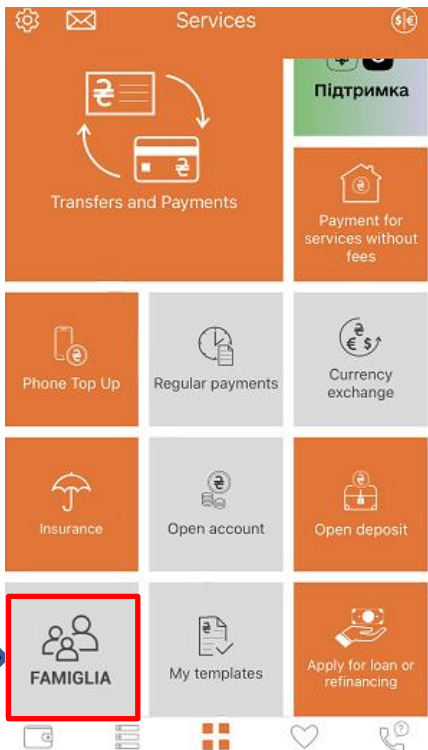 Services
$ €
Підтримка
Transfers and Payments
Payment for
services without
fees
Phone Top Up
Regular payments
€ $
Currency
exchange
Insurance
Open account
Open deposit
FAMIGLIA
My templates
Apply for loan or
refinancing